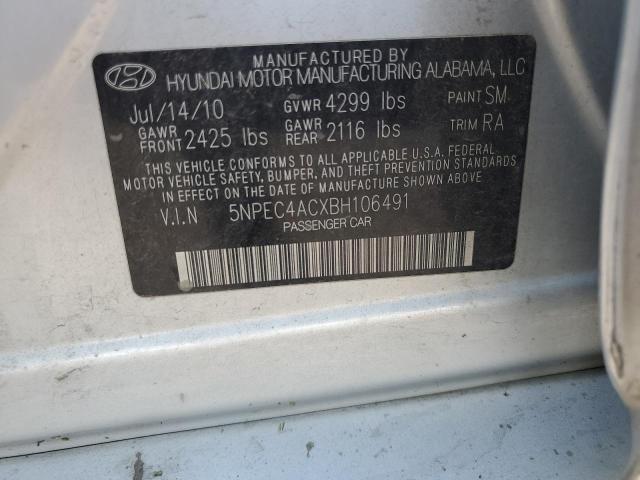 MANUFACTURED BY
HYUNDAI MOTOR MANUFACTURING ALABAMA, LLC
Jul/14/10 GVWR 4299 lbs PAINT SM
GAWR FRONT 2425 lbs GAWR REAR 2116 lbs TRIM RA
THIS VEHICLE CONFORMS TO ALL APPLICABLE U.S.A. FEDERAL
MOTOR VEHICLE SAFETY, BUMPER, AND THEFT PREVENTION STANDARDS
IN EFFECT ON THE DATE OF MANUFACTURE SHOWN ABOVE.
V.I.N 5NPEC4ACXBH106491
PASSENGER CAR